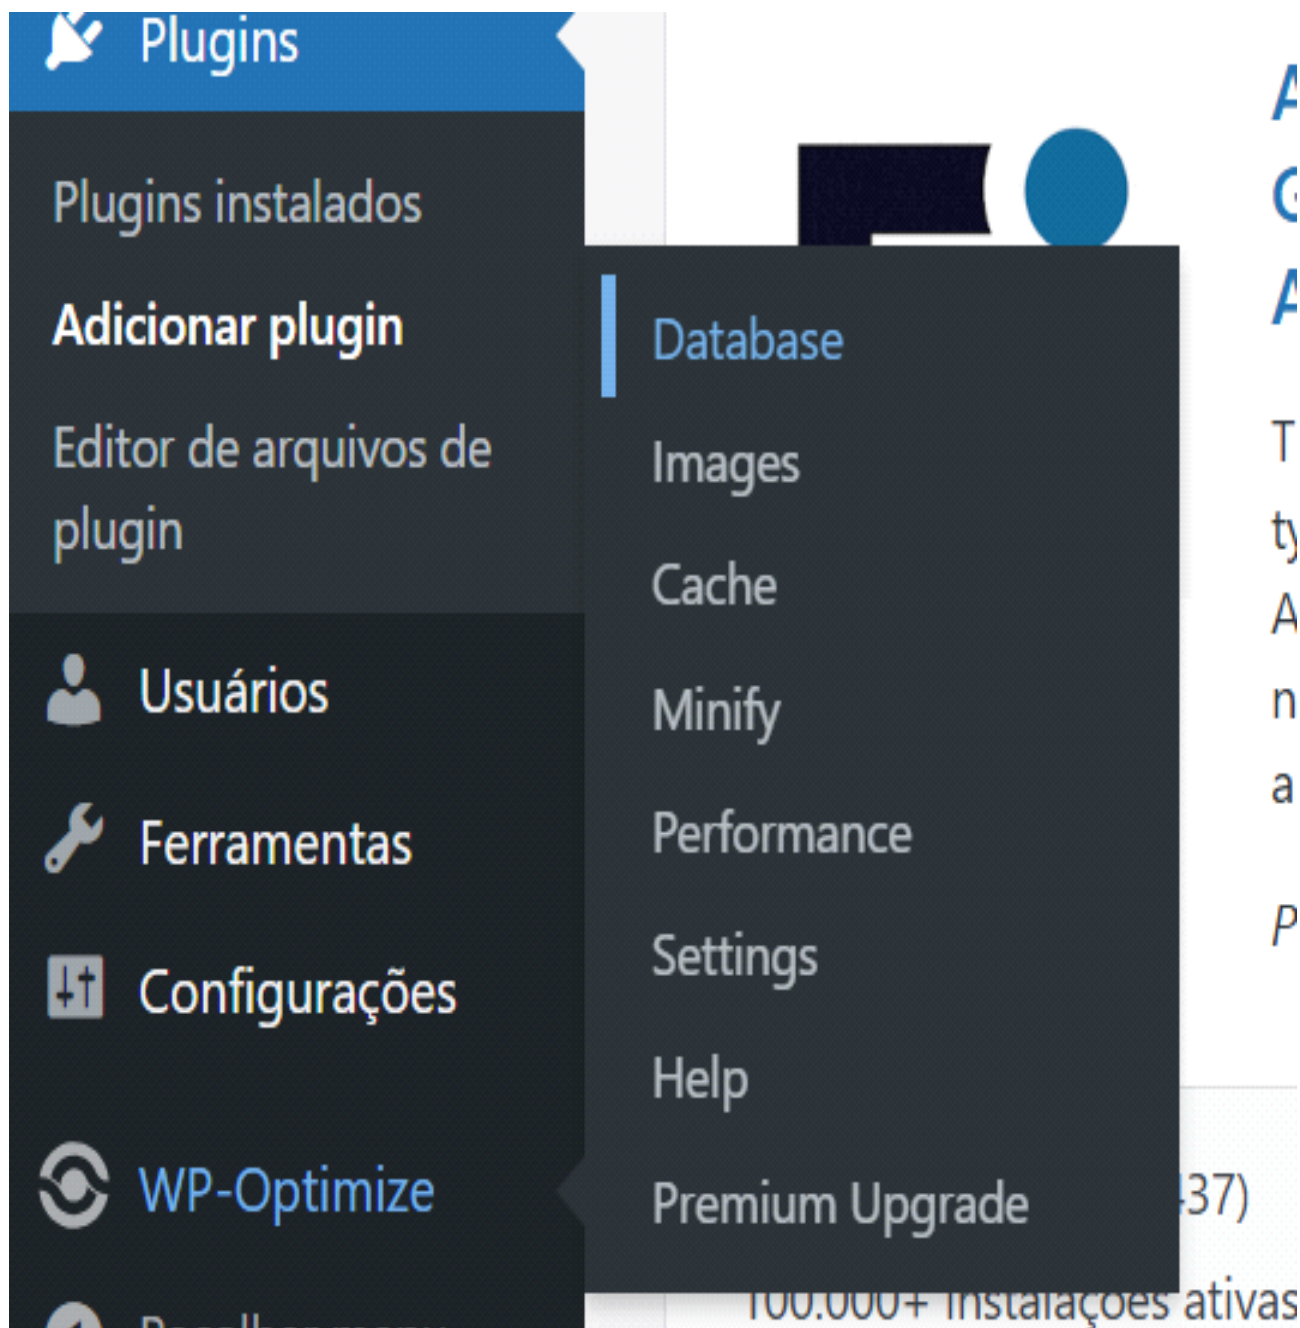 Plugins
Plugins instalados
Adicionar plugin
Editor de arquivos de
plugin
Usuários
Ferramentas
Configurações
WP-Optimize
Database
Images
Cache
Minify
Performance
Settings
Help
Premium Upgrade
A
G
A
T
ty
A
n
a
P
37)
100.000+ instalações ativas